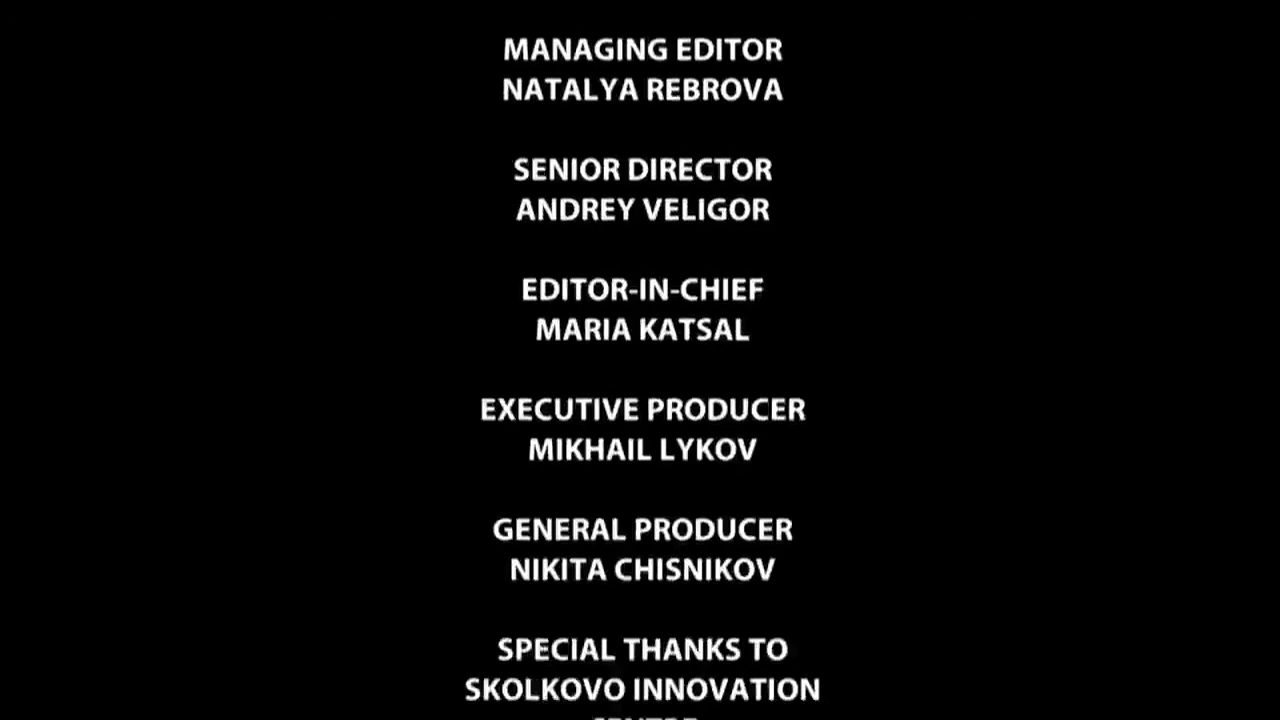 MANAGING EDITOR
NATALYA REBROVA
SENIOR DIRECTOR
ANDREY VELIGOR
EDITOR-IN-CHIEF
MARIA KATSAL
EXECUTIVE PRODUCER
MIKHAIL LYKOV
GENERAL PRODUCER
NIKITA CHISNIKOV
SPECIAL THANKS TO
SKOLKOVO INNOVATION